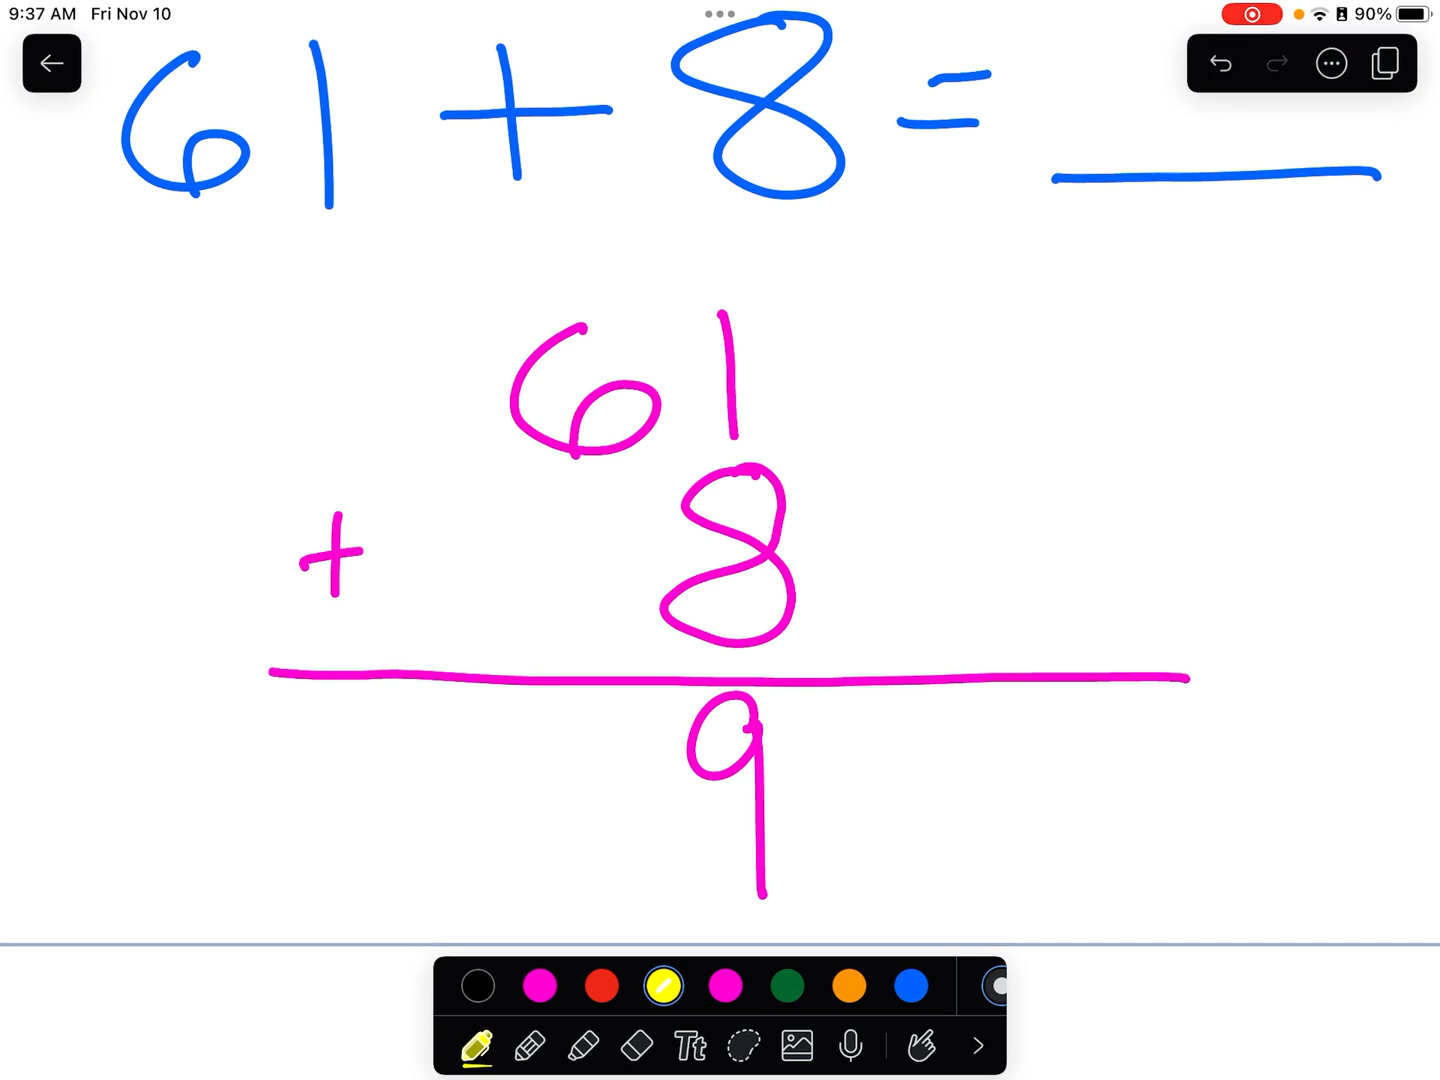 9:37 AM Fri Nov 10
90%
61 + 8 = ___
61
+ 8
9
Tt